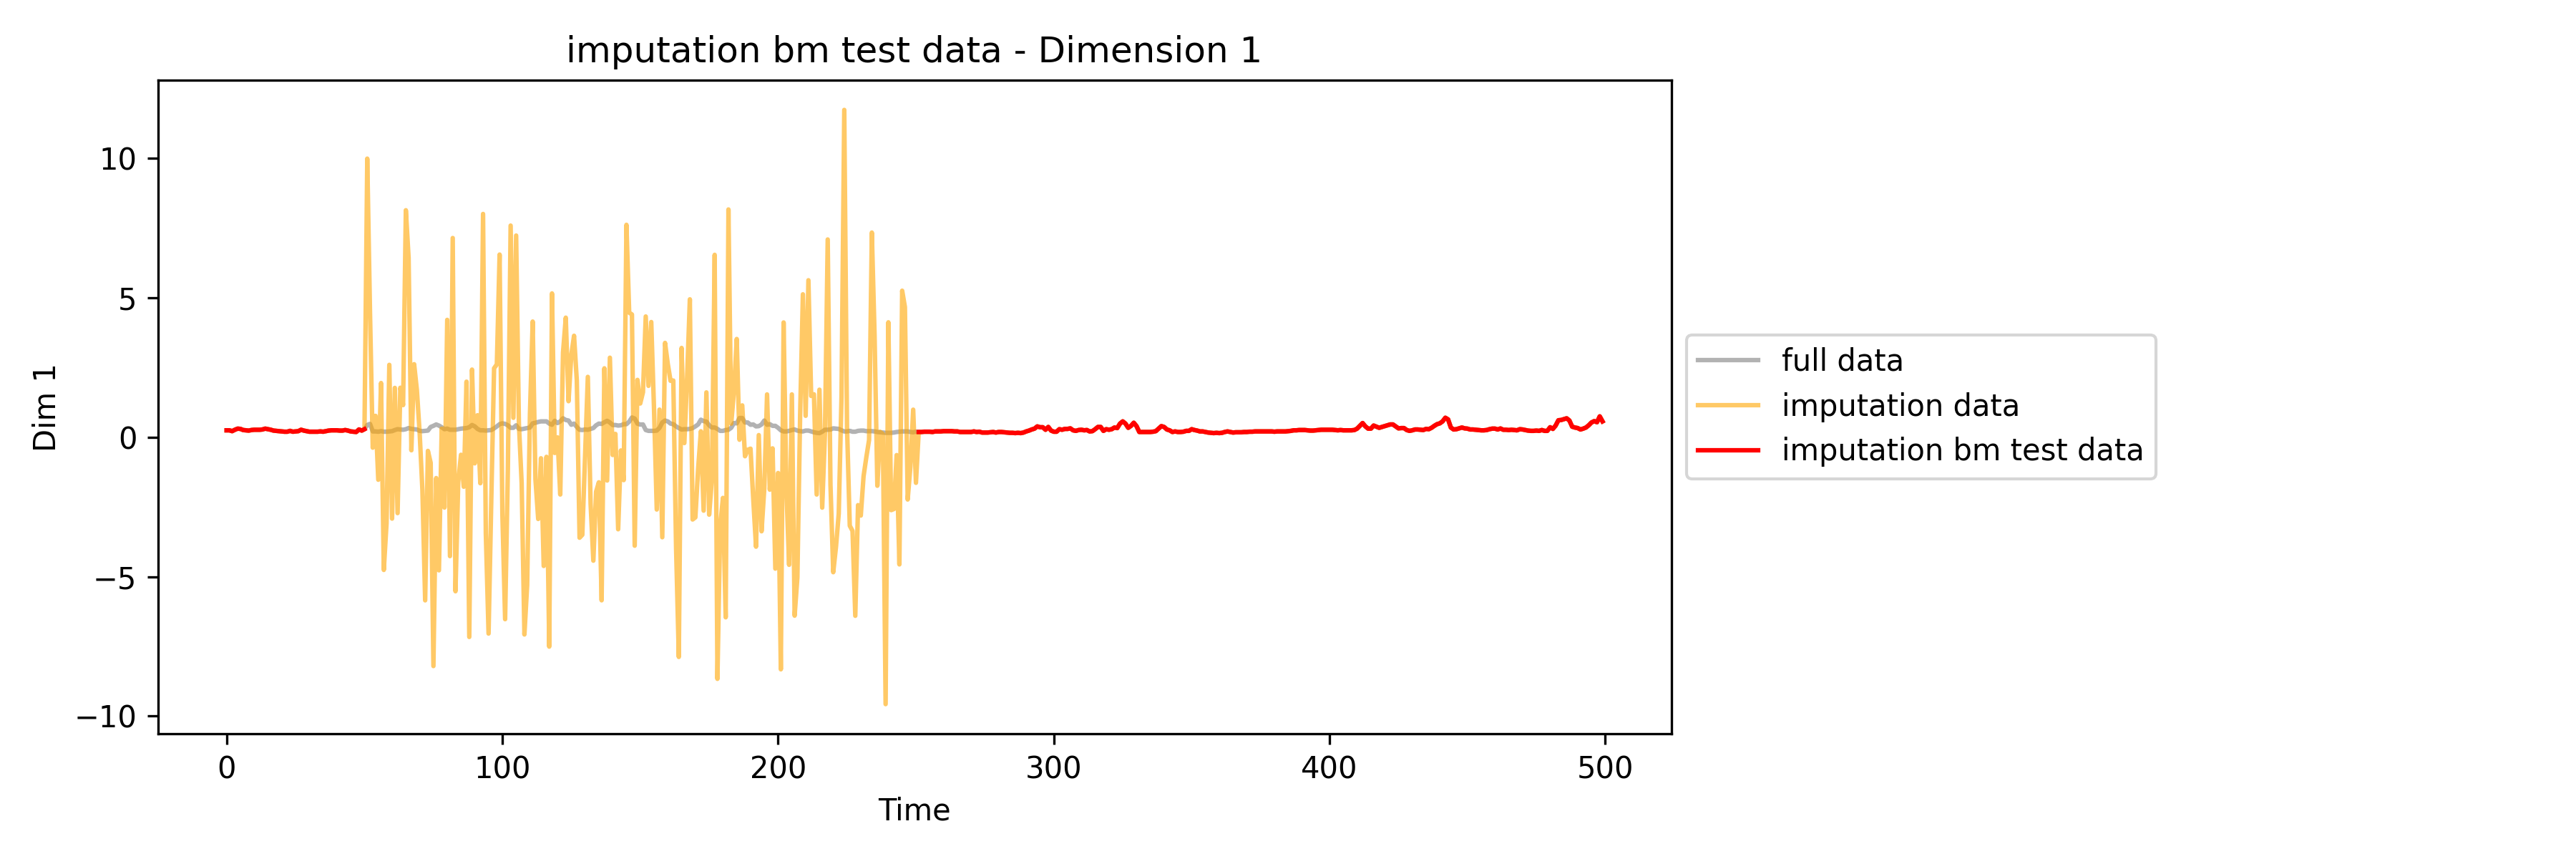 imputation bm test data - Dimension 1
10
5
0
−5
−10
Dim 1
0 100 200 300 400 500
Time
full data
imputation data
imputation bm test data